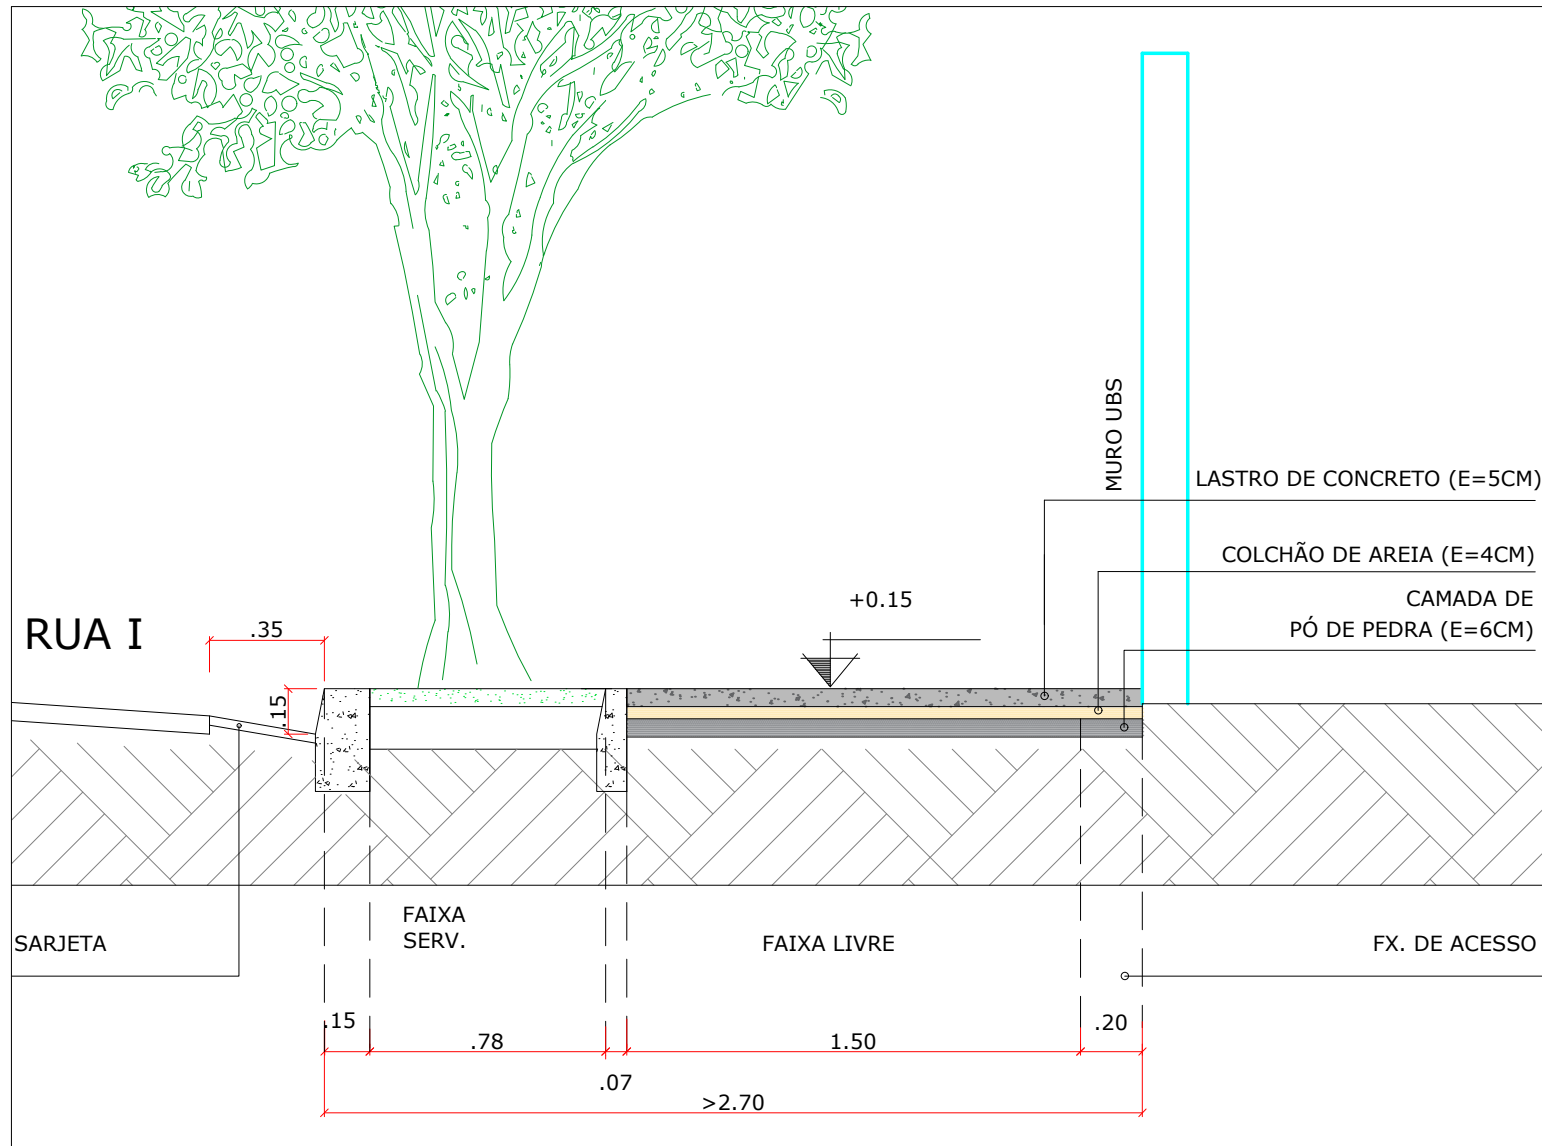 MURO UBS
LASTRO DE CONCRETO (E=5CM)
COLCHÃO DE AREIA (E=4CM)
CAMADA DE
PÓ DE PEDRA (E=6CM)
+0.15
RUA I
.35
.15
SARJETA
FAIXA
SERV.
FAIXA LIVRE
FX. DE ACESSO
.15
.78
.07
1.50
.20
>2.70